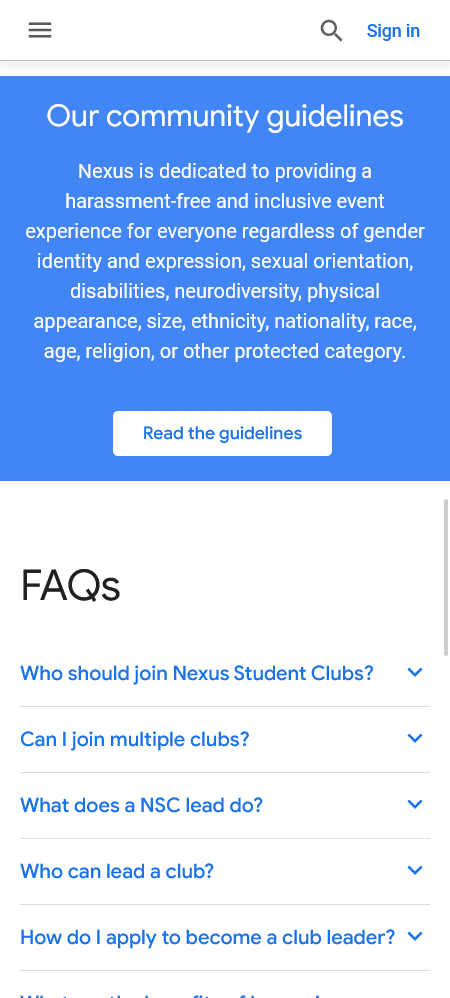 Sign in
Our community guidelines
Nexus is dedicated to providing a
harassment-free and inclusive event
experience for everyone regardless of gender
identity and expression, sexual orientation,
disabilities, neurodiversity, physical
appearance, size, ethnicity, nationality, race,
age, religion, or other protected category.
Read the guidelines
FAQs
Who should join Nexus Student Clubs?
Can I join multiple clubs?
What does a NSC lead do?
Who can lead a club?
How do I apply to become a club leader?